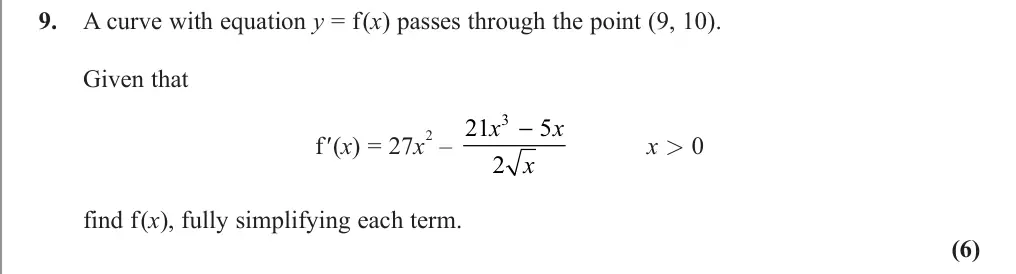 9. A curve with equation y = f(x) passes through the point (9, 10).
Given that
f′(x) = 27x² – (21x³ – 5x)/(2√x)    x > 0
find f(x), fully simplifying each term.
(6)